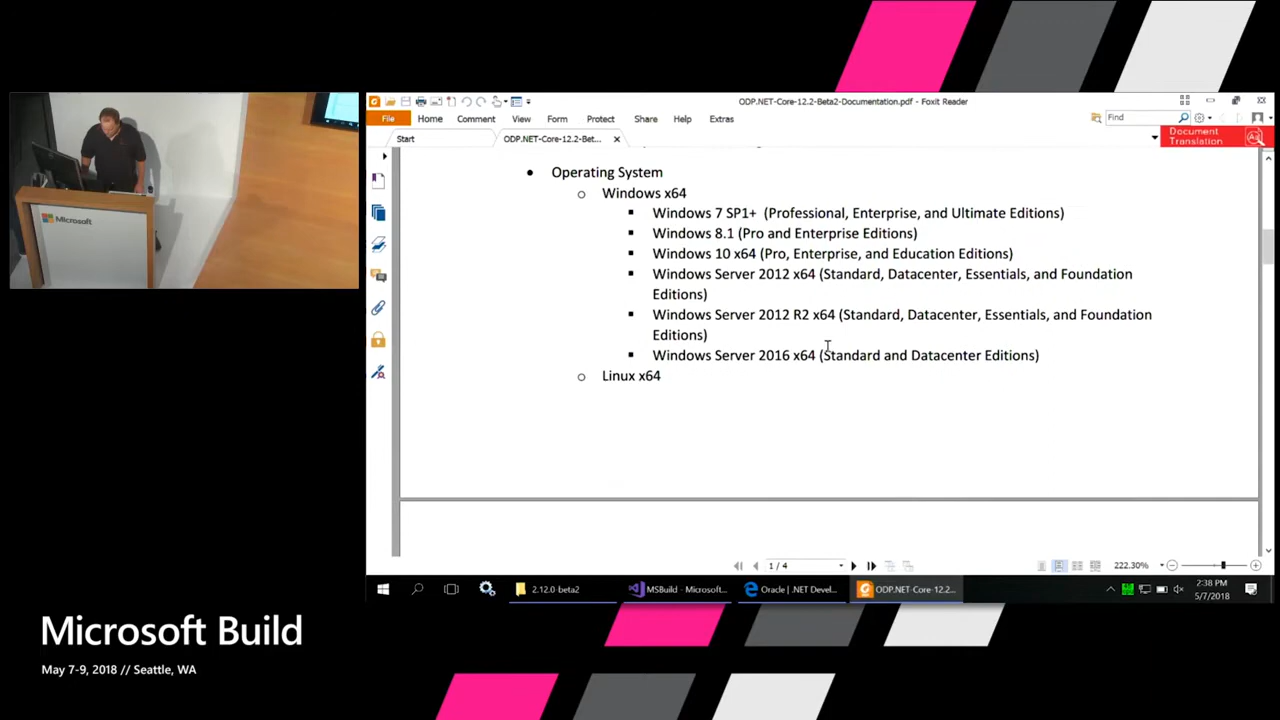 Microsoft
ODP.NET-Core-12.2-Beta2-Documentation.pdf - Foxit Reader
File Home Comment View Form Protect Share Help Extras
Find
Start
ODP.NET-Core-12.2-Bet...
Document
Translation
• Operating System
o Windows x64
▪ Windows 7 SP1+ (Professional, Enterprise, and Ultimate Editions)
▪ Windows 8.1 (Pro and Enterprise Editions)
▪ Windows 10 x64 (Pro, Enterprise, and Education Editions)
▪ Windows Server 2012 x64 (Standard, Datacenter, Essentials, and Foundation
Editions)
▪ Windows Server 2012 R2 x64 (Standard, Datacenter, Essentials, and Foundation
Editions)
▪ Windows Server 2016 x64 (Standard and Datacenter Editions)
o Linux x64
1 / 4
222.30%
2.12.0-beta2
MSBuild - Microsoft...
Oracle | .NET Devel...
ODP.NET-Core-12.2...
2:38 PM
5/7/2018
Microsoft Build
May 7-9, 2018 // Seattle, WA